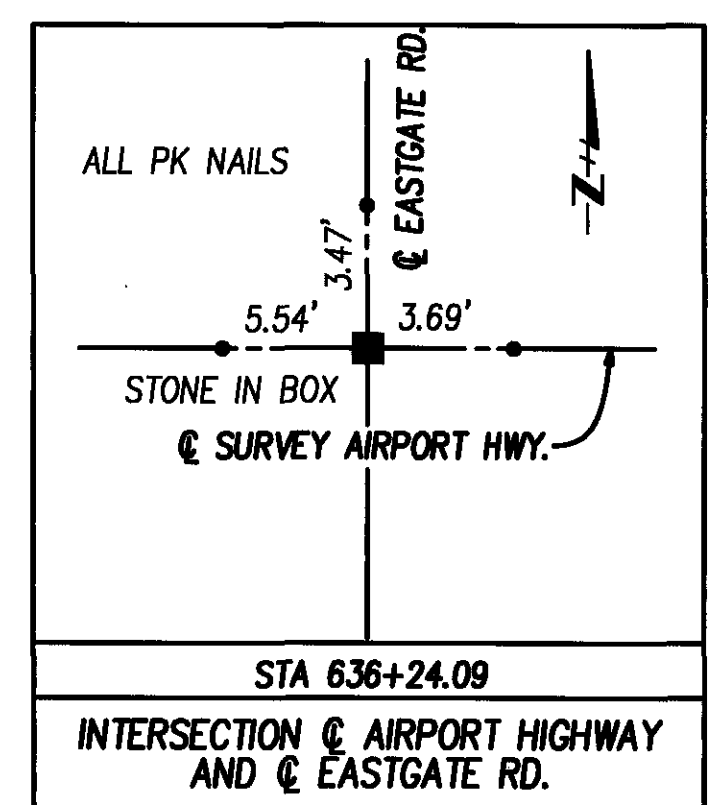 ALL PK NAILS
℄ EASTGATE RD.
N
3.47'
5.54'
3.69'
STONE IN BOX
℄ SURVEY AIRPORT HWY.
STA 636+24.09
INTERSECTION ℄ AIRPORT HIGHWAY
AND ℄ EASTGATE RD.